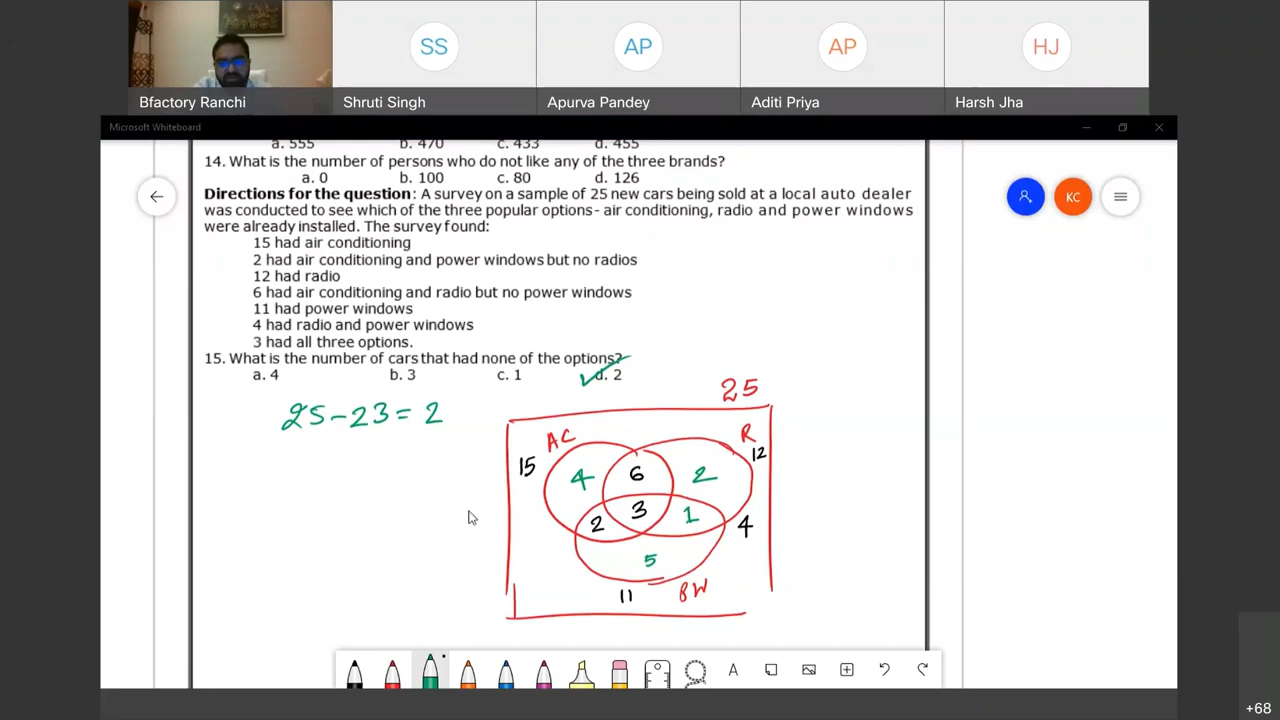 SS
AP
AP
HJ
Bfactory Ranchi
Shruti Singh
Apurva Pandey
Aditi Priya
Harsh Jha
Microsoft Whiteboard
a. 555 b. 470 c. 433 d. 455
14. What is the number of persons who do not like any of the three brands?
a. 0 b. 100 c. 80 d. 126
Directions for the question: A survey on a sample of 25 new cars being sold at a local auto dealer
was conducted to see which of the three popular options- air conditioning, radio and power windows
were already installed. The survey found:
15 had air conditioning
2 had air conditioning and power windows but no radios
12 had radio
6 had air conditioning and radio but no power windows
11 had power windows
4 had radio and power windows
3 had all three options.
15. What is the number of cars that had none of the options?
a. 4 b. 3 c. 1 d. 2
KC
25
25-23=2
AC
R
15
12
4 6 2
2 3 1
4
5
11
BW
A
+68